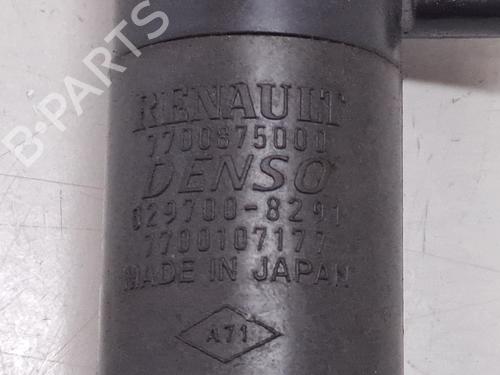 B-PARTS
RENAULT
7700875000
DENSO
029700-8291
7700107177
MADE IN JAPAN
A71